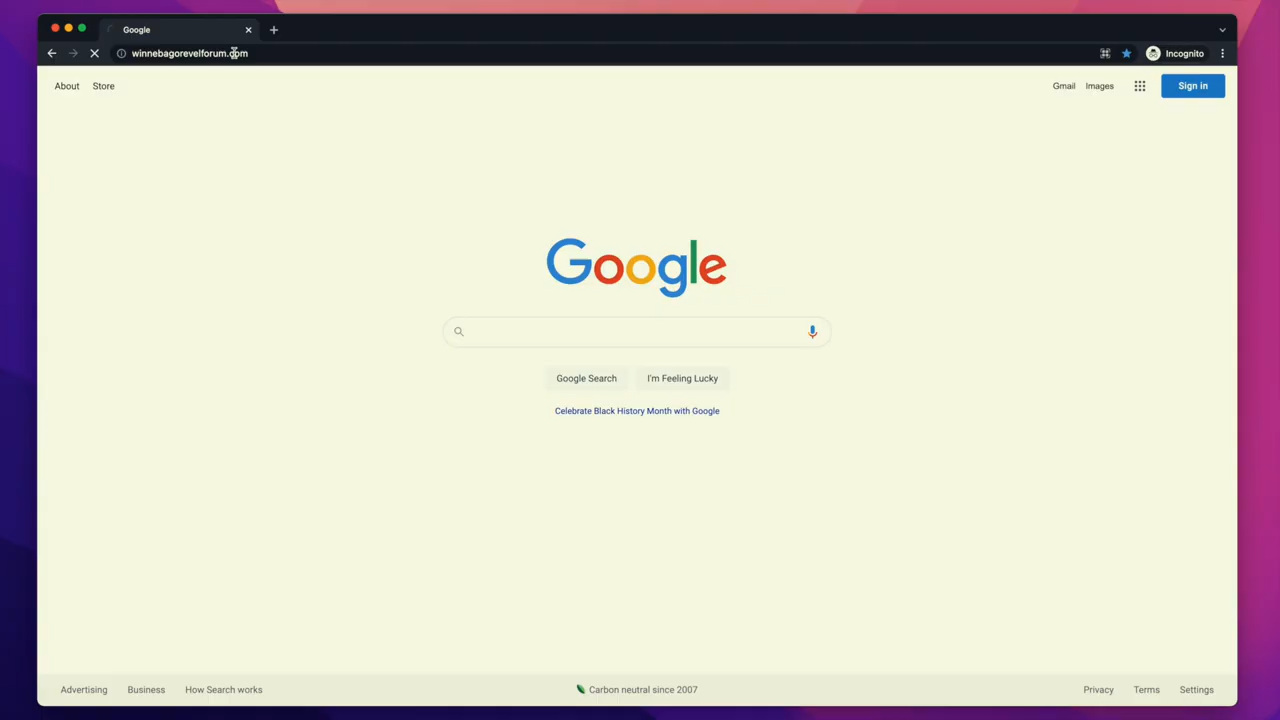 Google
winnebagorevelforum.com
Incognito
About Store
Gmail Images Sign in
Google
Google Search I'm Feeling Lucky
Celebrate Black History Month with Google
Advertising Business How Search works
Carbon neutral since 2007
Privacy Terms Settings